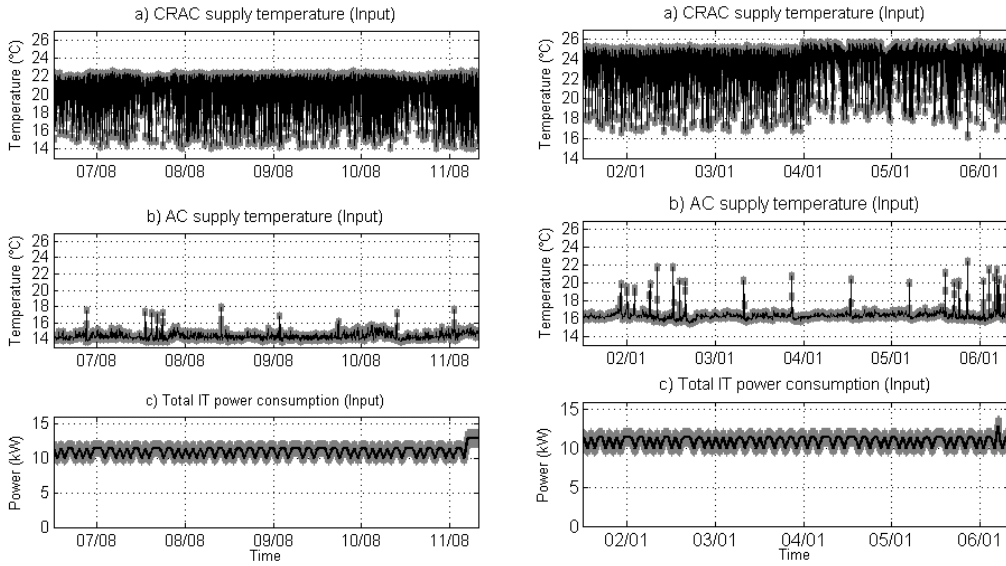 a) CRAC supply temperature (Input)
Temperature (°C)
26
24
22
20
18
16
14
07/08 08/08 09/08 10/08 11/08
b) AC supply temperature (Input)
Temperature (°C)
26
24
22
20
18
16
14
07/08 08/08 09/08 10/08 11/08
c) Total IT power consumption (Input)
Power (kW)
15
10
5
0
07/08 08/08 09/08 10/08 11/08
Time
a) CRAC supply temperature (Input)
Temperature (°C)
26
24
22
20
18
16
14
02/01 03/01 04/01 05/01 06/01
b) AC supply temperature (Input)
Temperature (°C)
26
24
22
20
18
16
14
02/01 03/01 04/01 05/01 06/01
c) Total IT power consumption (Input)
Power (kW)
15
10
5
0
02/01 03/01 04/01 05/01 06/01
Time